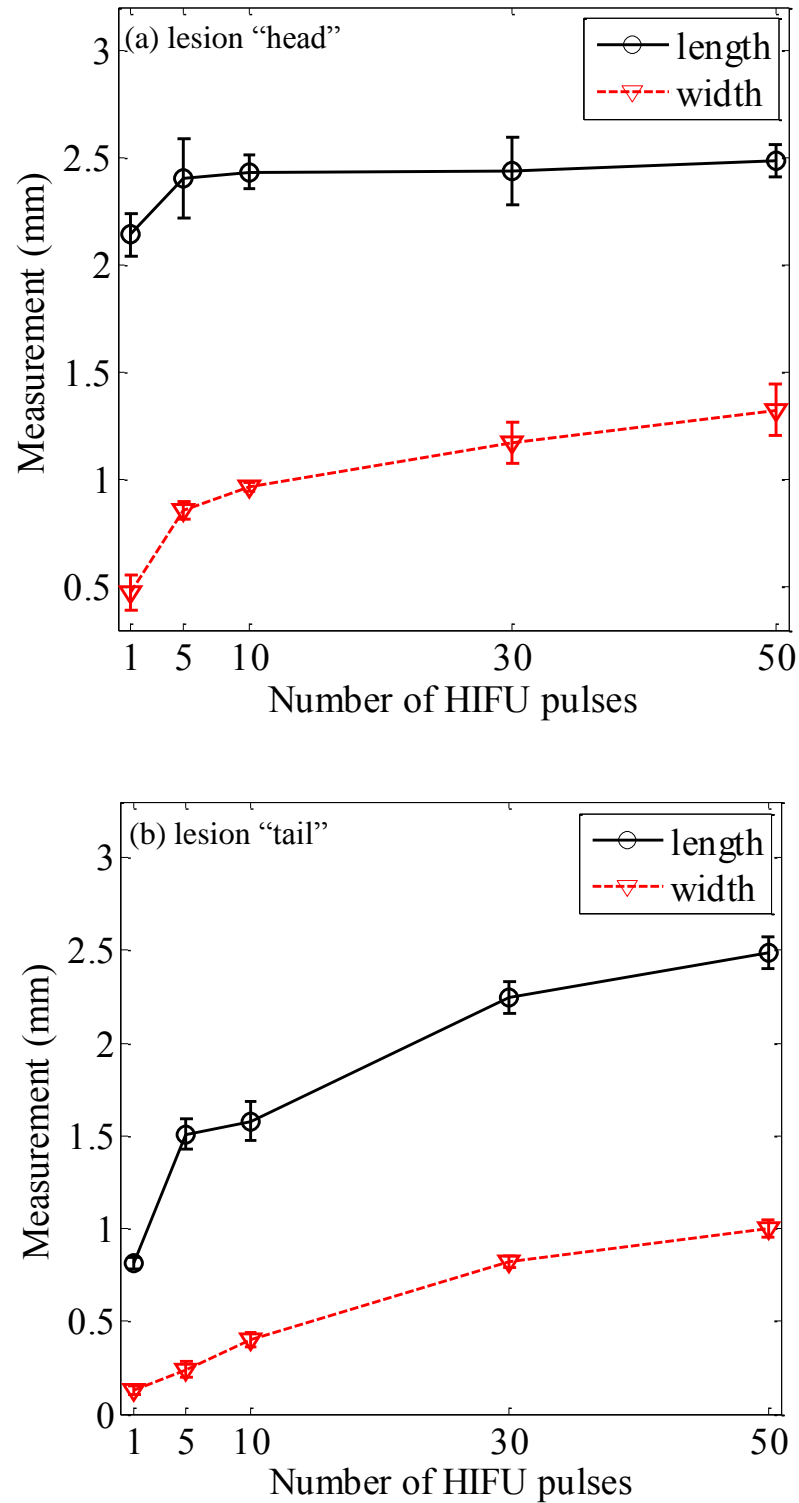 (a) lesion “head”
length
width
3
2.5
2
1.5
1
0.5
Measurement (mm)
1 5 10 30 50
Number of HIFU pulses
(b) lesion “tail”
length
width
3
2.5
2
1.5
1
0.5
0
Measurement (mm)
1 5 10 30 50
Number of HIFU pulses